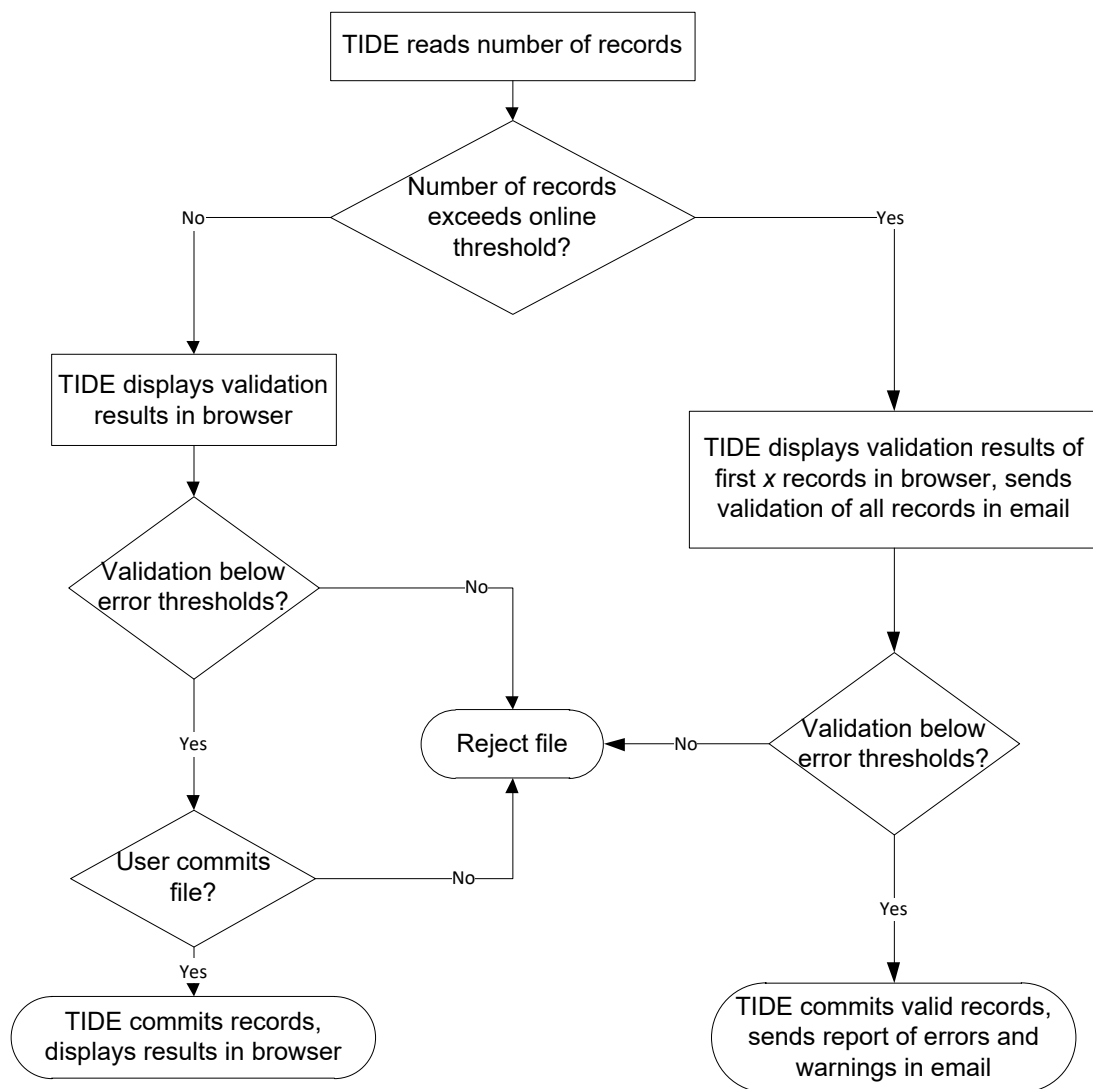 TIDE reads number of records
Number of records
exceeds online
threshold?
No
Yes
TIDE displays validation
results in browser
TIDE displays validation results of
first x records in browser, sends
validation of all records in email
Validation below
error thresholds?
No
Yes
Reject file
No
Validation below
error thresholds?
User commits
file?
No
Yes
Yes
TIDE commits records,
displays results in browser
TIDE commits valid records,
sends report of errors and
warnings in email